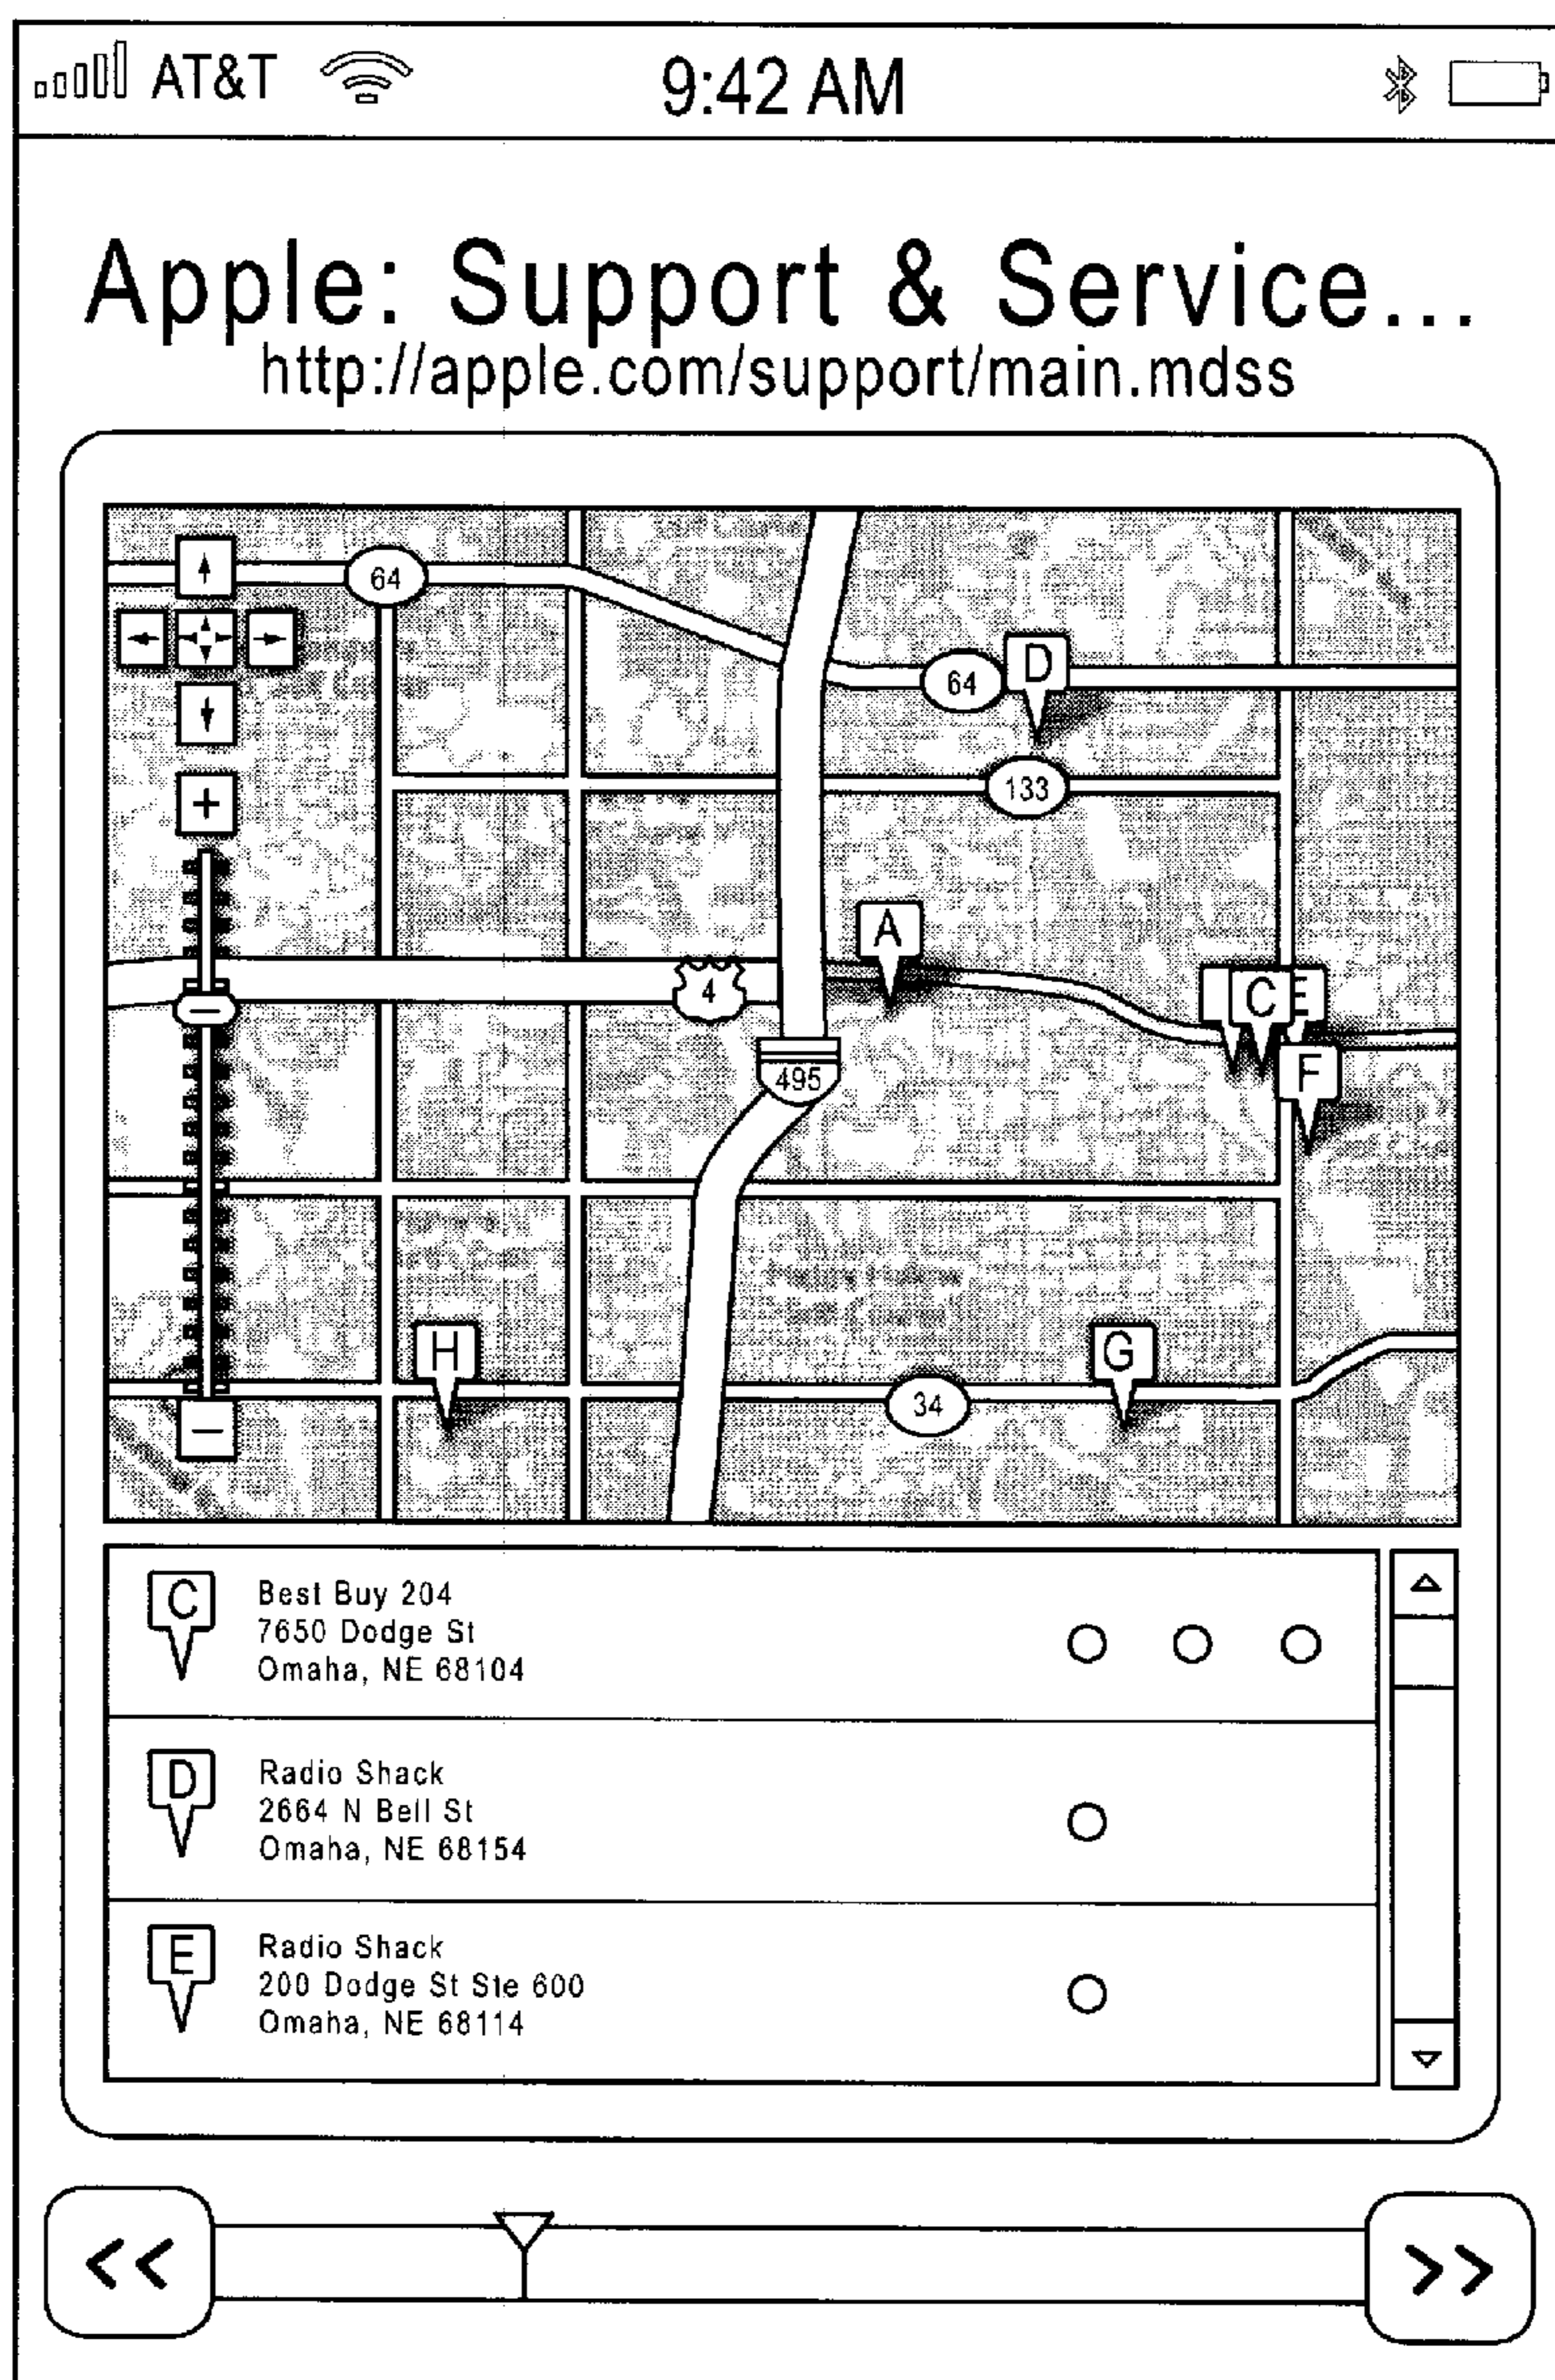 AT&T 9:42 AM
Apple: Support & Service...
http://apple.com/support/main.mdss
64
64
D
133
A
4
C E
495
F
H
G
34
C
Best Buy 204
7650 Dodge St
Omaha, NE 68104
D
Radio Shack
2664 N Bell St
Omaha, NE 68154
E
Radio Shack
200 Dodge St Ste 600
Omaha, NE 68114
<< >>